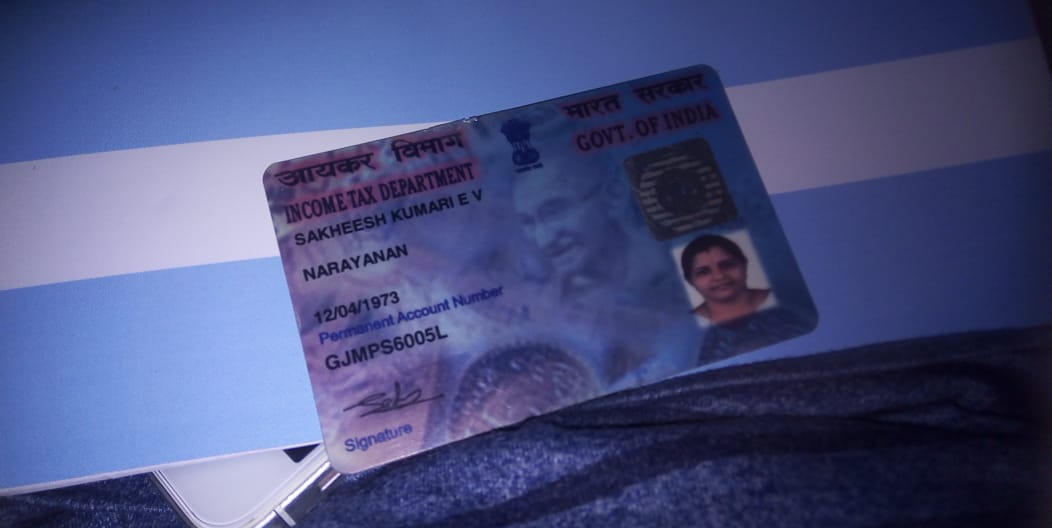 आयकर विभाग
INCOME TAX DEPARTMENT
भारत सरकार
GOVT. OF INDIA
SAKHEESH KUMARI E V
NARAYANAN
12/04/1973
Permanent Account Number
GJMPS6005L
Signature